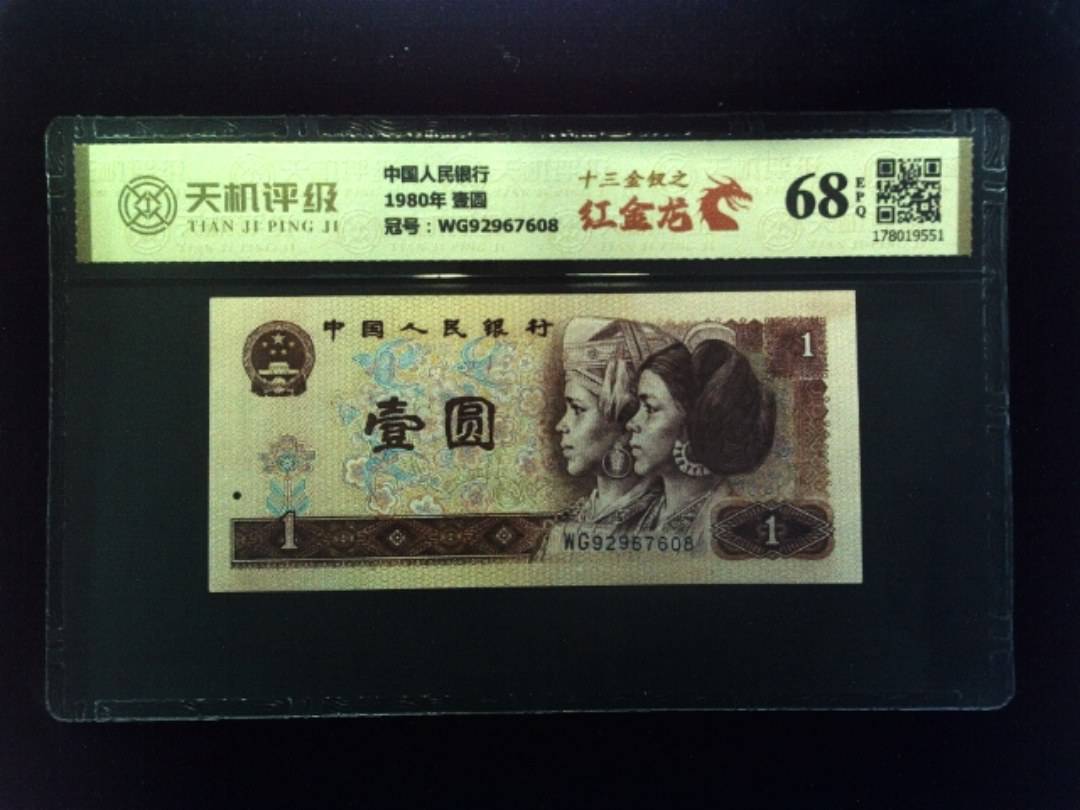 天机评级
TIAN JI PING JI
中国人民银行
1980年 壹圆
冠号：WG92967608
十三金钗之
红金龙
68
EPQ
178019551
中国人民銀行
1
壹圆
1
WG92967608
1